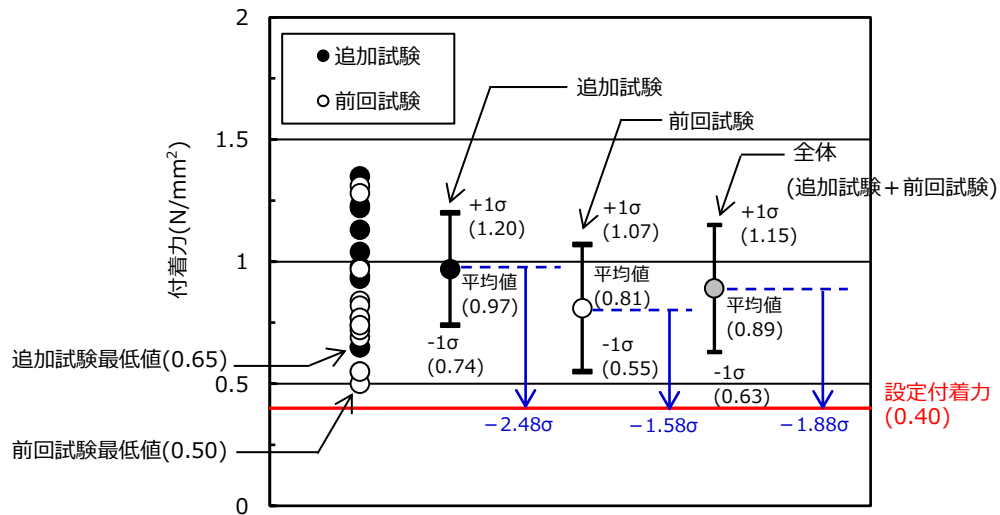 2
追加試験
前回試験
追加試験
前回試験
全体
(追加試験＋前回試験)
付着力(N/mm²)
1.5
+1σ
(1.20)
+1σ
(1.07)
+1σ
(1.15)
1
平均値
(0.97)
平均値
(0.81)
平均値
(0.89)
-1σ
(0.74)
-1σ
(0.55)
-1σ
(0.63)
追加試験最低値(0.65)
0.5
設定付着力
(0.40)
－2.48σ
－1.58σ
－1.88σ
前回試験最低値(0.50)
0